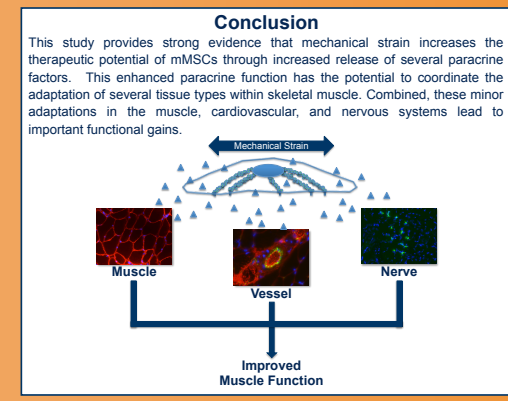 Conclusion
This study provides strong evidence that mechanical strain increases the
therapeutic potential of mMSCs through increased release of several paracrine
factors. This enhanced paracrine function has the potential to coordinate the
adaptation of several tissue types within skeletal muscle. Combined, these minor
adaptations in the muscle, cardiovascular, and nervous systems lead to
important functional gains.
Mechanical Strain
Muscle
Vessel
Nerve
Improved
Muscle Function